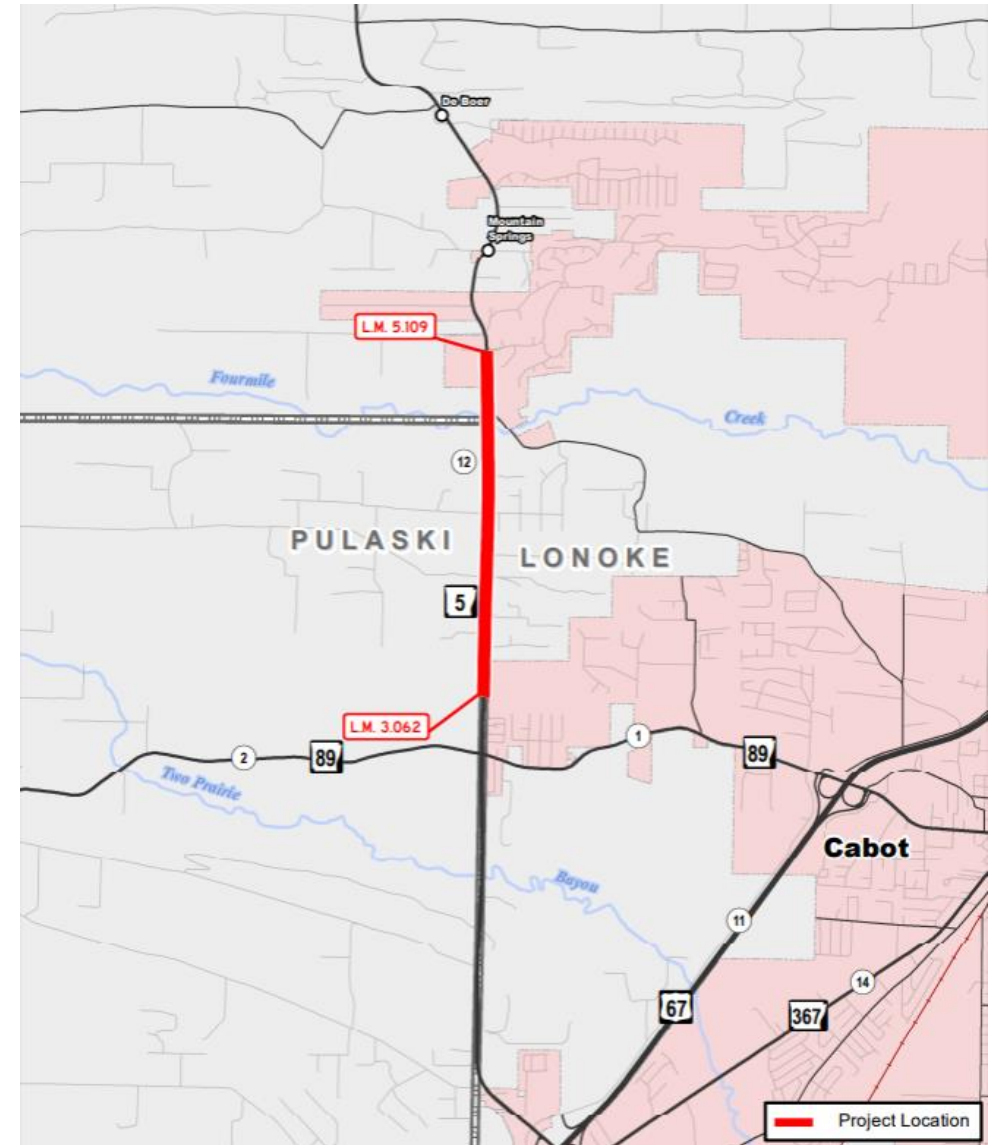 De Boer
Mountain
Springs
L.M. 5.109
Fourmile
Creek
12
PULASKI
LONOKE
5
L.M. 3.062
1
2
89
89
Two Prairie
Cabot
Bayou
11
14
67
367
Project Location